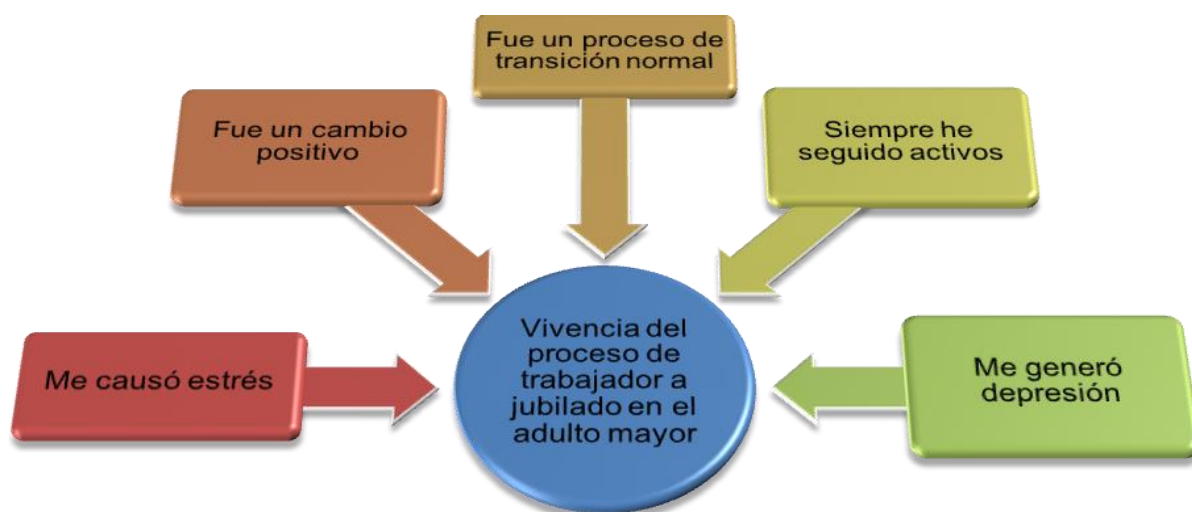 Fue un proceso de
transición normal
Fue un cambio
positivo
Siempre he
seguido activos
Me causó estrés
Vivencia del
proceso de
trabajador a
jubilado en el
adulto mayor
Me generó
depresión